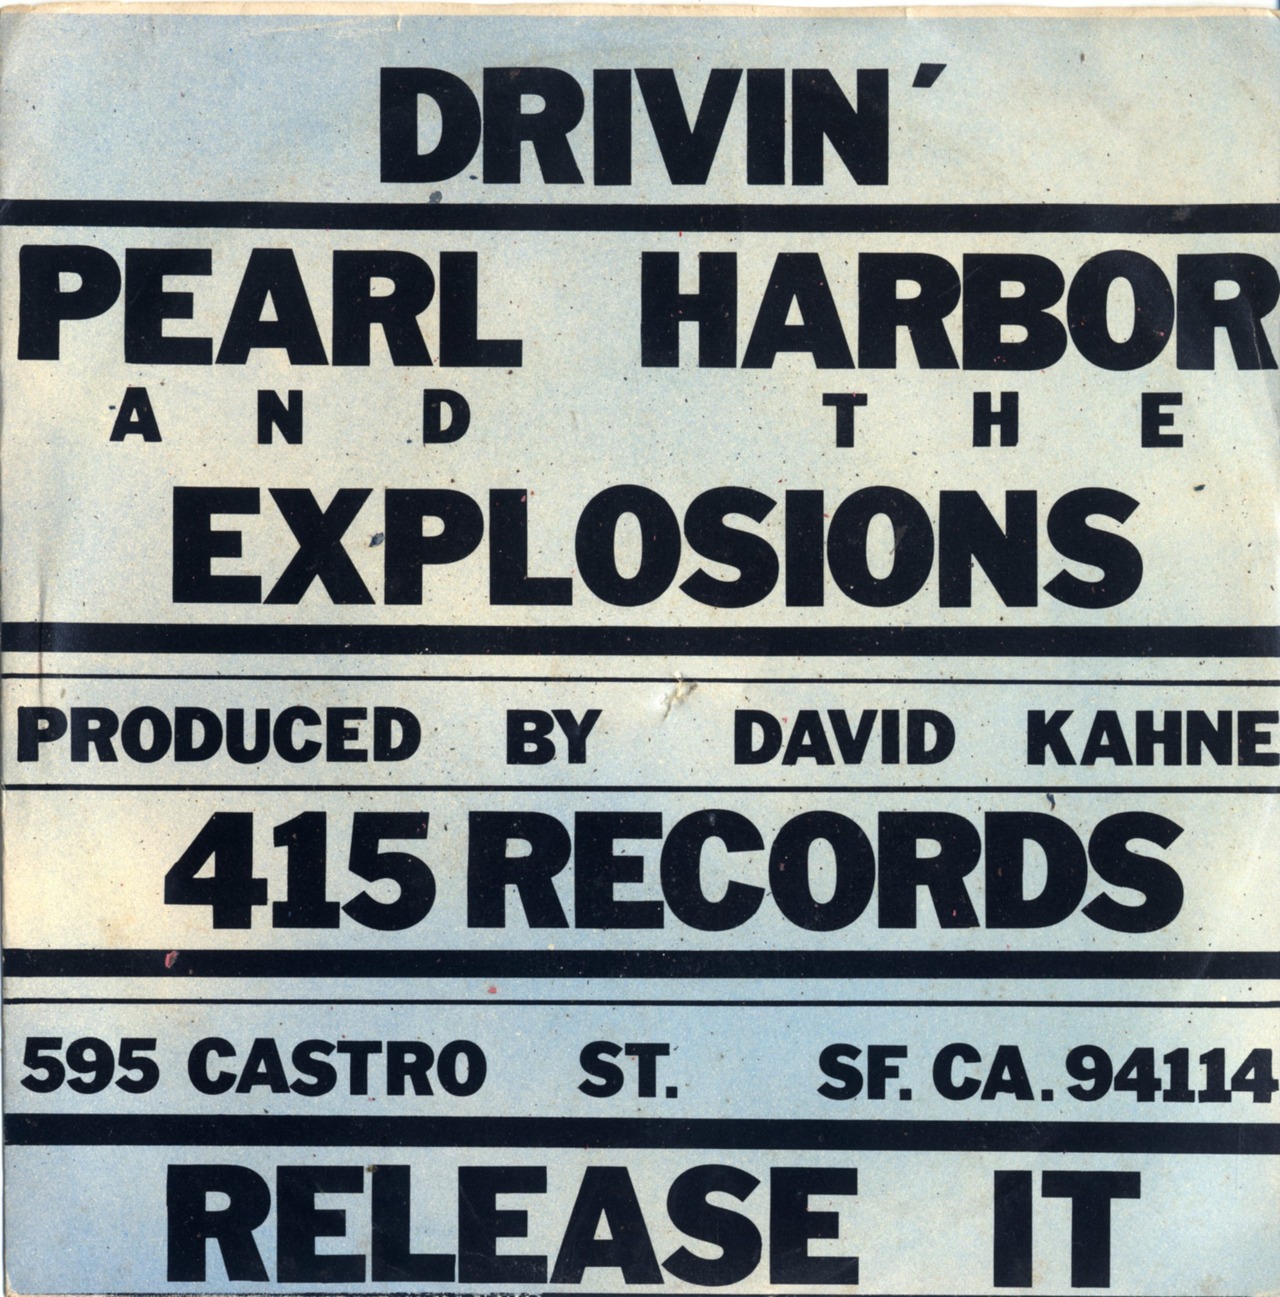 DRIVIN'
PEARL HARBOR
AND THE
EXPLOSIONS
PRODUCED BY DAVID KAHNE
415 RECORDS
595 CASTRO ST. SF. CA. 94114
RELEASE IT